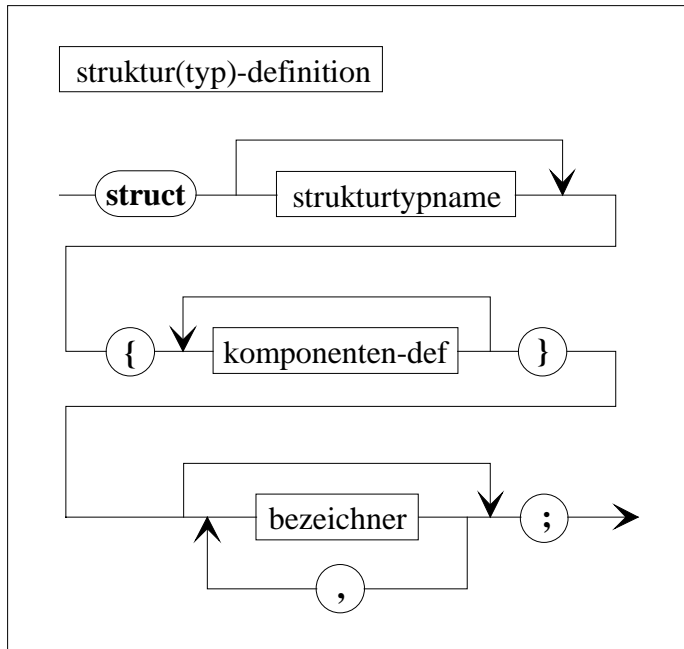 struktur(typ)-definition
struct strukturtypname
{ komponenten-def }
bezeichner ;
,